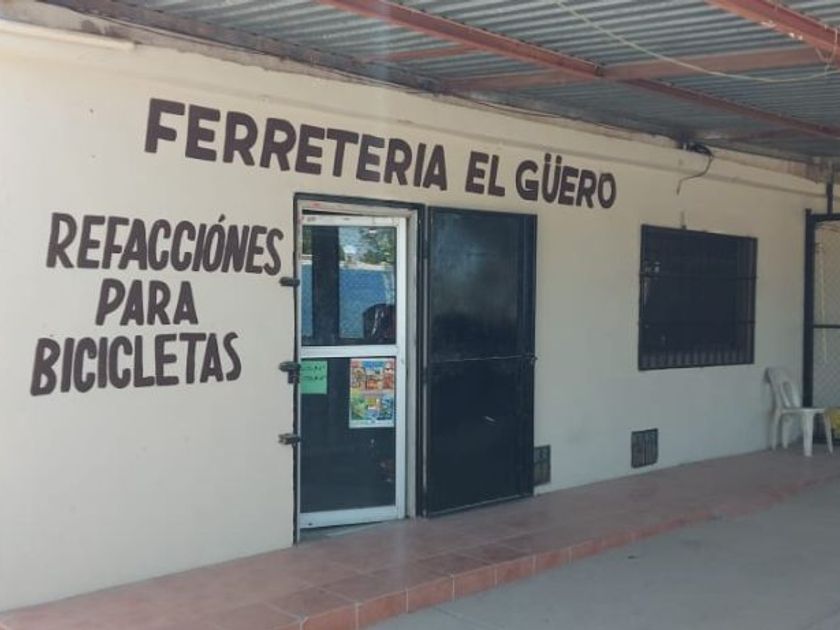 FERRETERIA EL GÜERO
REFACCIÓNES
PARA
BICICLETAS